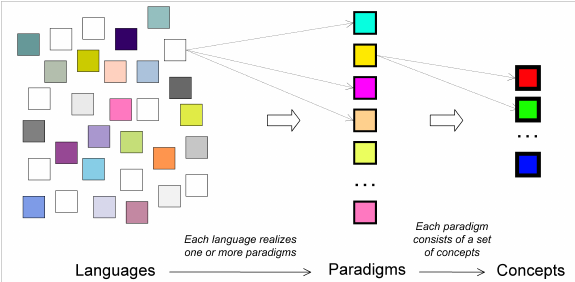 ...
...
Each language realizes
one or more paradigms
Each paradigm
consists of a set
of concepts
Languages
Paradigms
Concepts